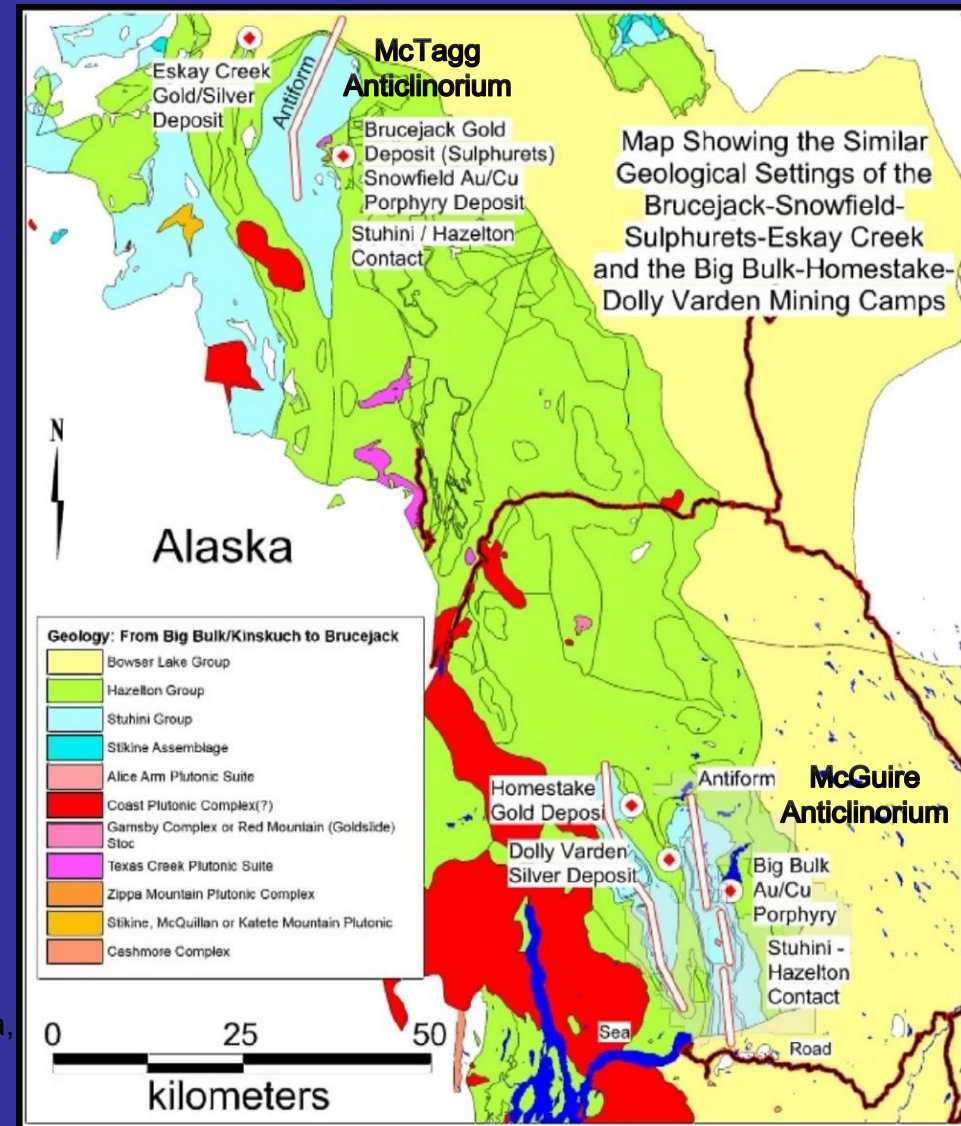 McTagg
Anticlinorium
Eskay Creek
Gold/Silver
Deposit
Antiform
Brucejack Gold
Deposit (Sulphurets)
Snowfield Au/Cu
Porphyry Deposit
Stuhini / Hazelton
Contact
Map Showing the Similar
Geological Settings of the
Brucejack-Snowfield-
Sulphurets-Eskay Creek
and the Big Bulk-Homestake-
Dolly Varden Mining Camps
N
Alaska
Geology: From Big Bulk/Kinskuch to Brucejack
Bowser Lake Group
Hazelton Group
Stuhini Group
Stikine Assemblage
Alice Arm Plutonic Suite
Coast Plutonic Complex(?)
Gamsby Complex or Red Mountain (Goldslide)
Stoc
Texas Creek Plutonic Suite
Zippa Mountain Plutonic Complex
Stikine, McQuillan or Katete Mountain Plutonic
Cashmore Complex
Homestake
Gold Deposi
Dolly Varden
Silver Deposit
Antiform
McGuire
Anticlinorium
Big Bulk
Au/Cu
Porphyry
Stuhini -
Hazelton
Contact
Sea
Road
0 25 50
kilometers